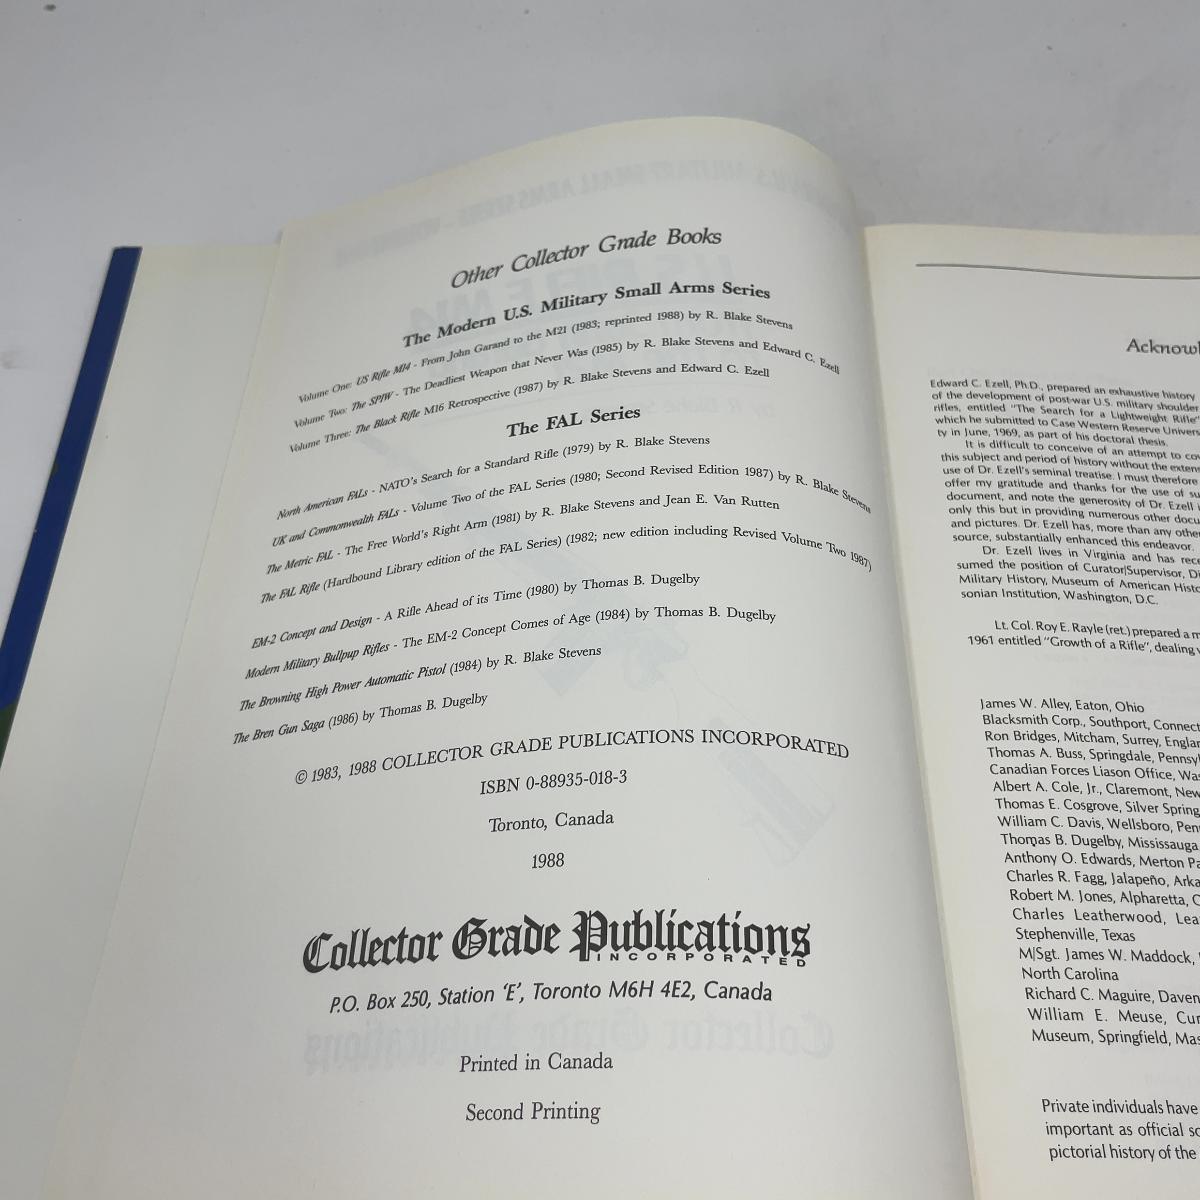 Other Collector Grade Books
The Modern U.S. Military Small Arms Series
Volume One: US Rifle M14 - From John Garand to the M21 (1983; reprinted 1988) by R. Blake Stevens
Volume Two: The SPIW - The Deadliest Weapon that Never Was (1985) by R. Blake Stevens and Edward C. Ezell
Volume Three: The Black Rifle M16 Retrospective (1987) by R. Blake Stevens and Edward C. Ezell
The FAL Series
North American FALs - NATO's Search for a Standard Rifle (1979) by R. Blake Stevens
UK and Commonwealth FALs - Volume Two of the FAL Series (1980; Second Revised Edition 1987) by R. Blake Stevens
The Metric FAL - The Free World's Right Arm (1981) by R. Blake Stevens and Jean E. Van Rutten
The FAL Rifle (Hardbound Library edition of the FAL Series) (1982; new edition including Revised Volume Two 1987)
EM-2 Concept and Design - A Rifle Ahead of its Time (1980) by Thomas B. Dugelby
Modern Military Bullpup Rifles - The EM-2 Concept Comes of Age (1984) by Thomas B. Dugelby
The Browning High Power Automatic Pistol (1984) by R. Blake Stevens
The Bren Gun Saga (1986) by Thomas B. Dugelby
© 1983, 1988 COLLECTOR GRADE PUBLICATIONS INCORPORATED
ISBN 0-88935-018-3
Toronto, Canada
1988
Collector Grade Publications
INCORPORATED
P.O. Box 250, Station 'E', Toronto M6H 4E2, Canada
Printed in Canada
Second Printing
Acknowl
Edward C. Ezell, Ph.D., prepared an exhaustive history
of the development of post-war U.S. military shoulder
rifles, entitled "The Search for a Lightweight Rifle"
which he submitted to Case Western Reserve Univers
ty in June, 1969, as part of his doctoral thesis.
It is difficult to conceive of an attempt to co
this subject and period of history without the exten
use of Dr. Ezell's seminal treatise. I must therefore
offer my gratitude and thanks for the use of su
document, and note the generosity of Dr. Ezell i
only this but in providing numerous other docu
and pictures. Dr. Ezell has, more than any othe
source, substantially enhanced this endeavor.
Dr. Ezell lives in Virginia and has rece
sumed the position of Curator/Supervisor, Di
Military History, Museum of American Histo
sonian Institution, Washington, D.C.
Lt. Col. Roy E. Rayle (ret.) prepared a m
1961 entitled "Growth of a Rifle", dealing
James W. Alley, Eaton, Ohio
Blacksmith Corp., Southport, Connect
Ron Bridges, Mitcham, Surrey, Englan
Thomas A. Buss, Springdale, Pennsyl
Canadian Forces Liason Office, Was
Albert A. Cole, Jr., Claremont, New
Thomas E. Cosgrove, Silver Spring
William C. Davis, Wellsboro, Pen
Thomas B. Dugelby, Mississauga
Anthony O. Edwards, Merton Pa
Charles R. Fagg, Jalapeño, Arka
Robert M. Jones, Alpharetta, G
Charles Leatherwood, Lea
Stephenville, Texas
M/Sgt. James W. Maddock,
North Carolina
Richard C. Maguire, Daven
William E. Meuse, Cur
Museum, Springfield, Mas
Private individuals have
important as official so
pictorial history of the